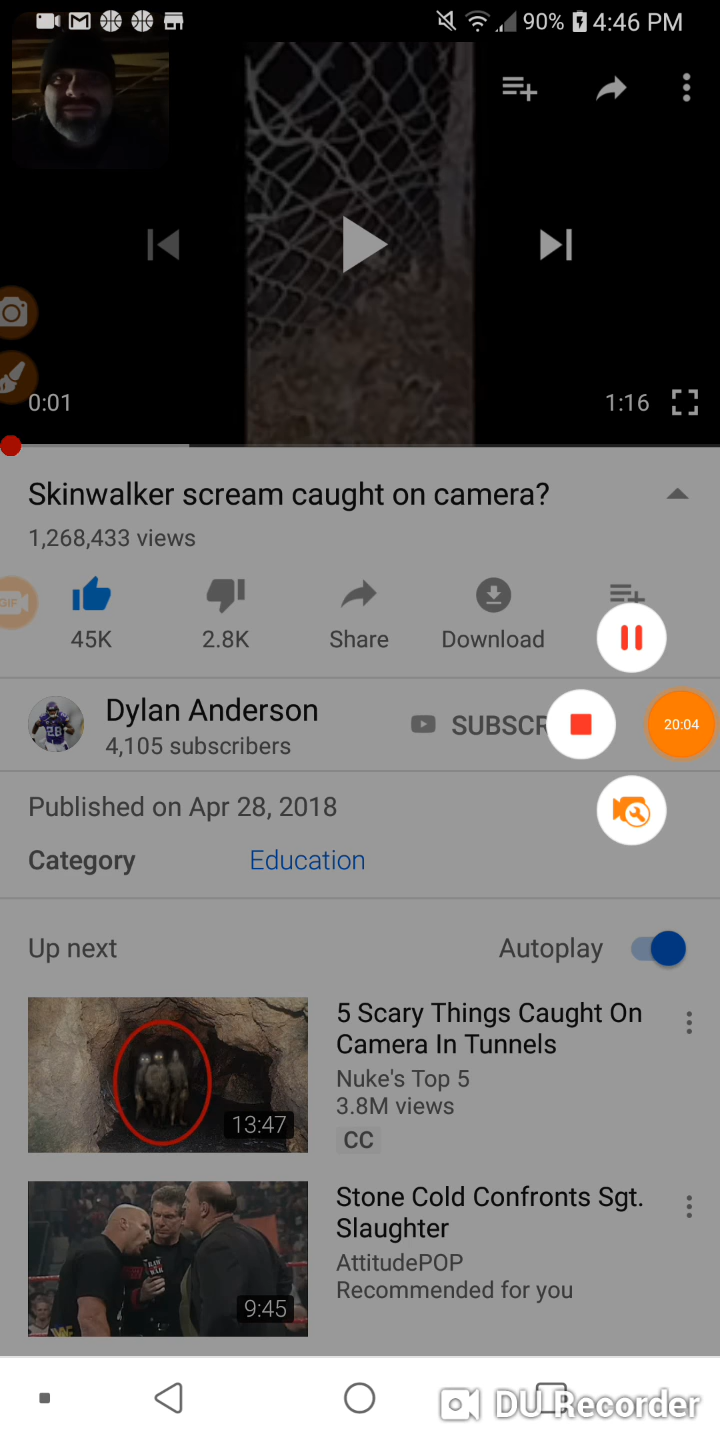 90% 4:46 PM
0:01
1:16
Skinwalker scream caught on camera?
1,268,433 views
GIF
45K
2.8K
Share
Download
Dylan Anderson
4,105 subscribers
SUBSCR
20:04
Published on Apr 28, 2018
Category
Education
Up next
Autoplay
5 Scary Things Caught On
Camera In Tunnels
Nuke's Top 5
3.8M views
CC
13:47
Stone Cold Confronts Sgt.
Slaughter
AttitudePOP
Recommended for you
9:45
DU Recorder